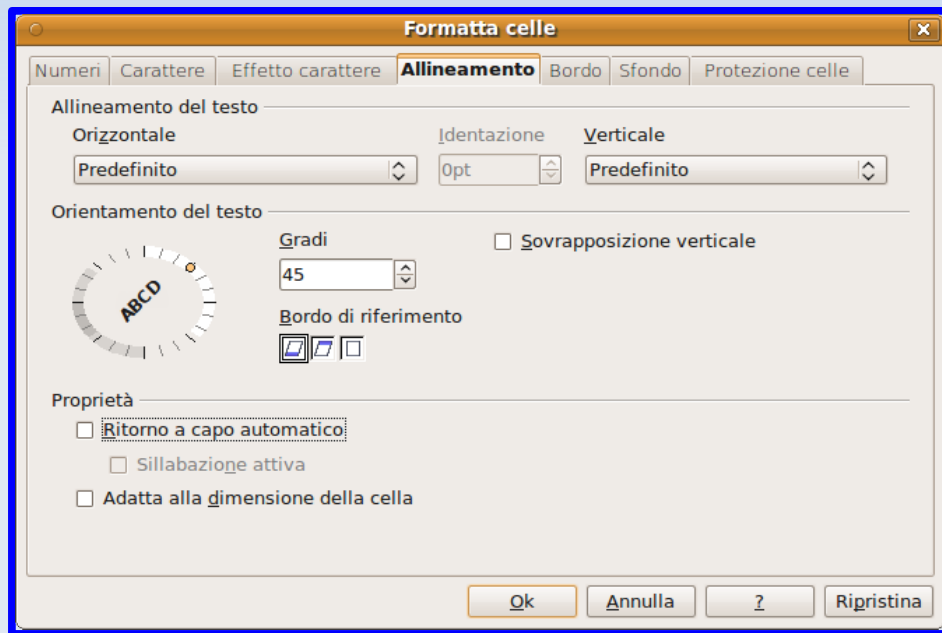 Formatta celle
Numeri Carattere Effetto carattere Allineamento Bordo Sfondo Protezione celle
Allineamento del testo
Orizzontale Identazione Verticale
Predefinito 0pt Predefinito
Orientamento del testo
Gradi Sovrapposizione verticale
ABCD 45
Bordo di riferimento
Proprietà
Ritorno a capo automatico
Sillabazione attiva
Adatta alla dimensione della cella
Ok Annulla ? Ripristina